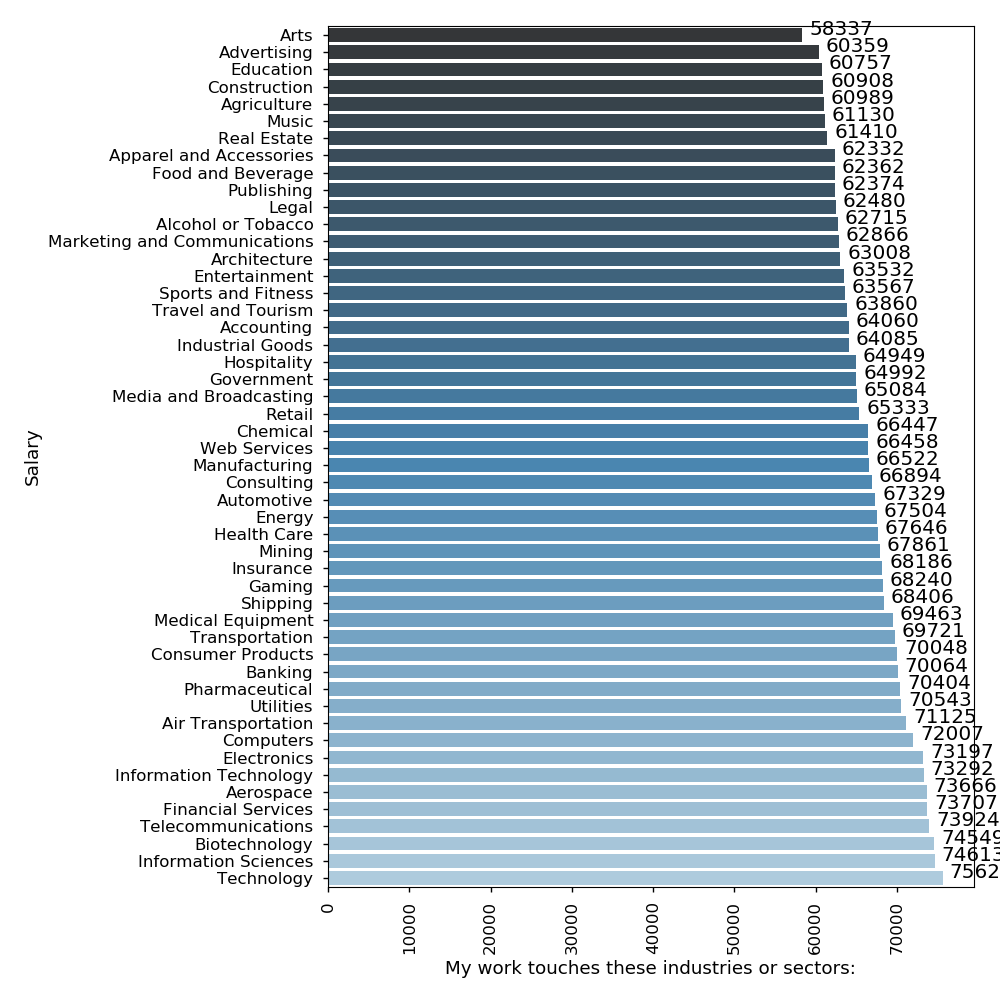 Arts 58337
Advertising 60359
Education 60757
Construction 60908
Agriculture 60989
Music 61130
Real Estate 61410
Apparel and Accessories 62332
Food and Beverage 62362
Publishing 62374
Legal 62480
Alcohol or Tobacco 62715
Marketing and Communications 62866
Architecture 63008
Entertainment 63532
Sports and Fitness 63567
Travel and Tourism 63860
Accounting 64060
Industrial Goods 64085
Hospitality 64949
Government 64992
Media and Broadcasting 65084
Retail 65333
Chemical 66447
Web Services 66458
Manufacturing 66522
Consulting 66894
Automotive 67329
Energy 67504
Health Care 67646
Mining 67861
Insurance 68186
Gaming 68240
Shipping 68406
Medical Equipment 69463
Transportation 69721
Consumer Products 70048
Banking 70064
Pharmaceutical 70404
Utilities 70543
Air Transportation 71125
Computers 72007
Electronics 73197
Information Technology 73292
Aerospace 73666
Financial Services 73707
Telecommunications 73924
Biotechnology 74549
Information Sciences 74613
Technology 7562
Salary
0 10000 20000 30000 40000 50000 60000 70000
My work touches these industries or sectors: